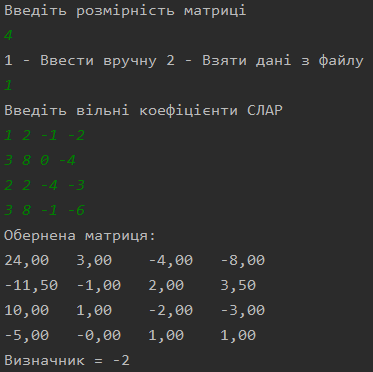 Введіть розмірність матриці
4
1 - Ввести вручну 2 - Взяти дані з файлу
1
Введіть вільні коефіцієнти СЛАР
1 2 -1 -2
3 8 0 -4
2 2 -4 -3
3 8 -1 -6
Обернена матриця:
24,00 3,00 -4,00 -8,00
-11,50 -1,00 2,00 3,50
10,00 1,00 -2,00 -3,00
-5,00 -0,00 1,00 1,00
Визначник = -2